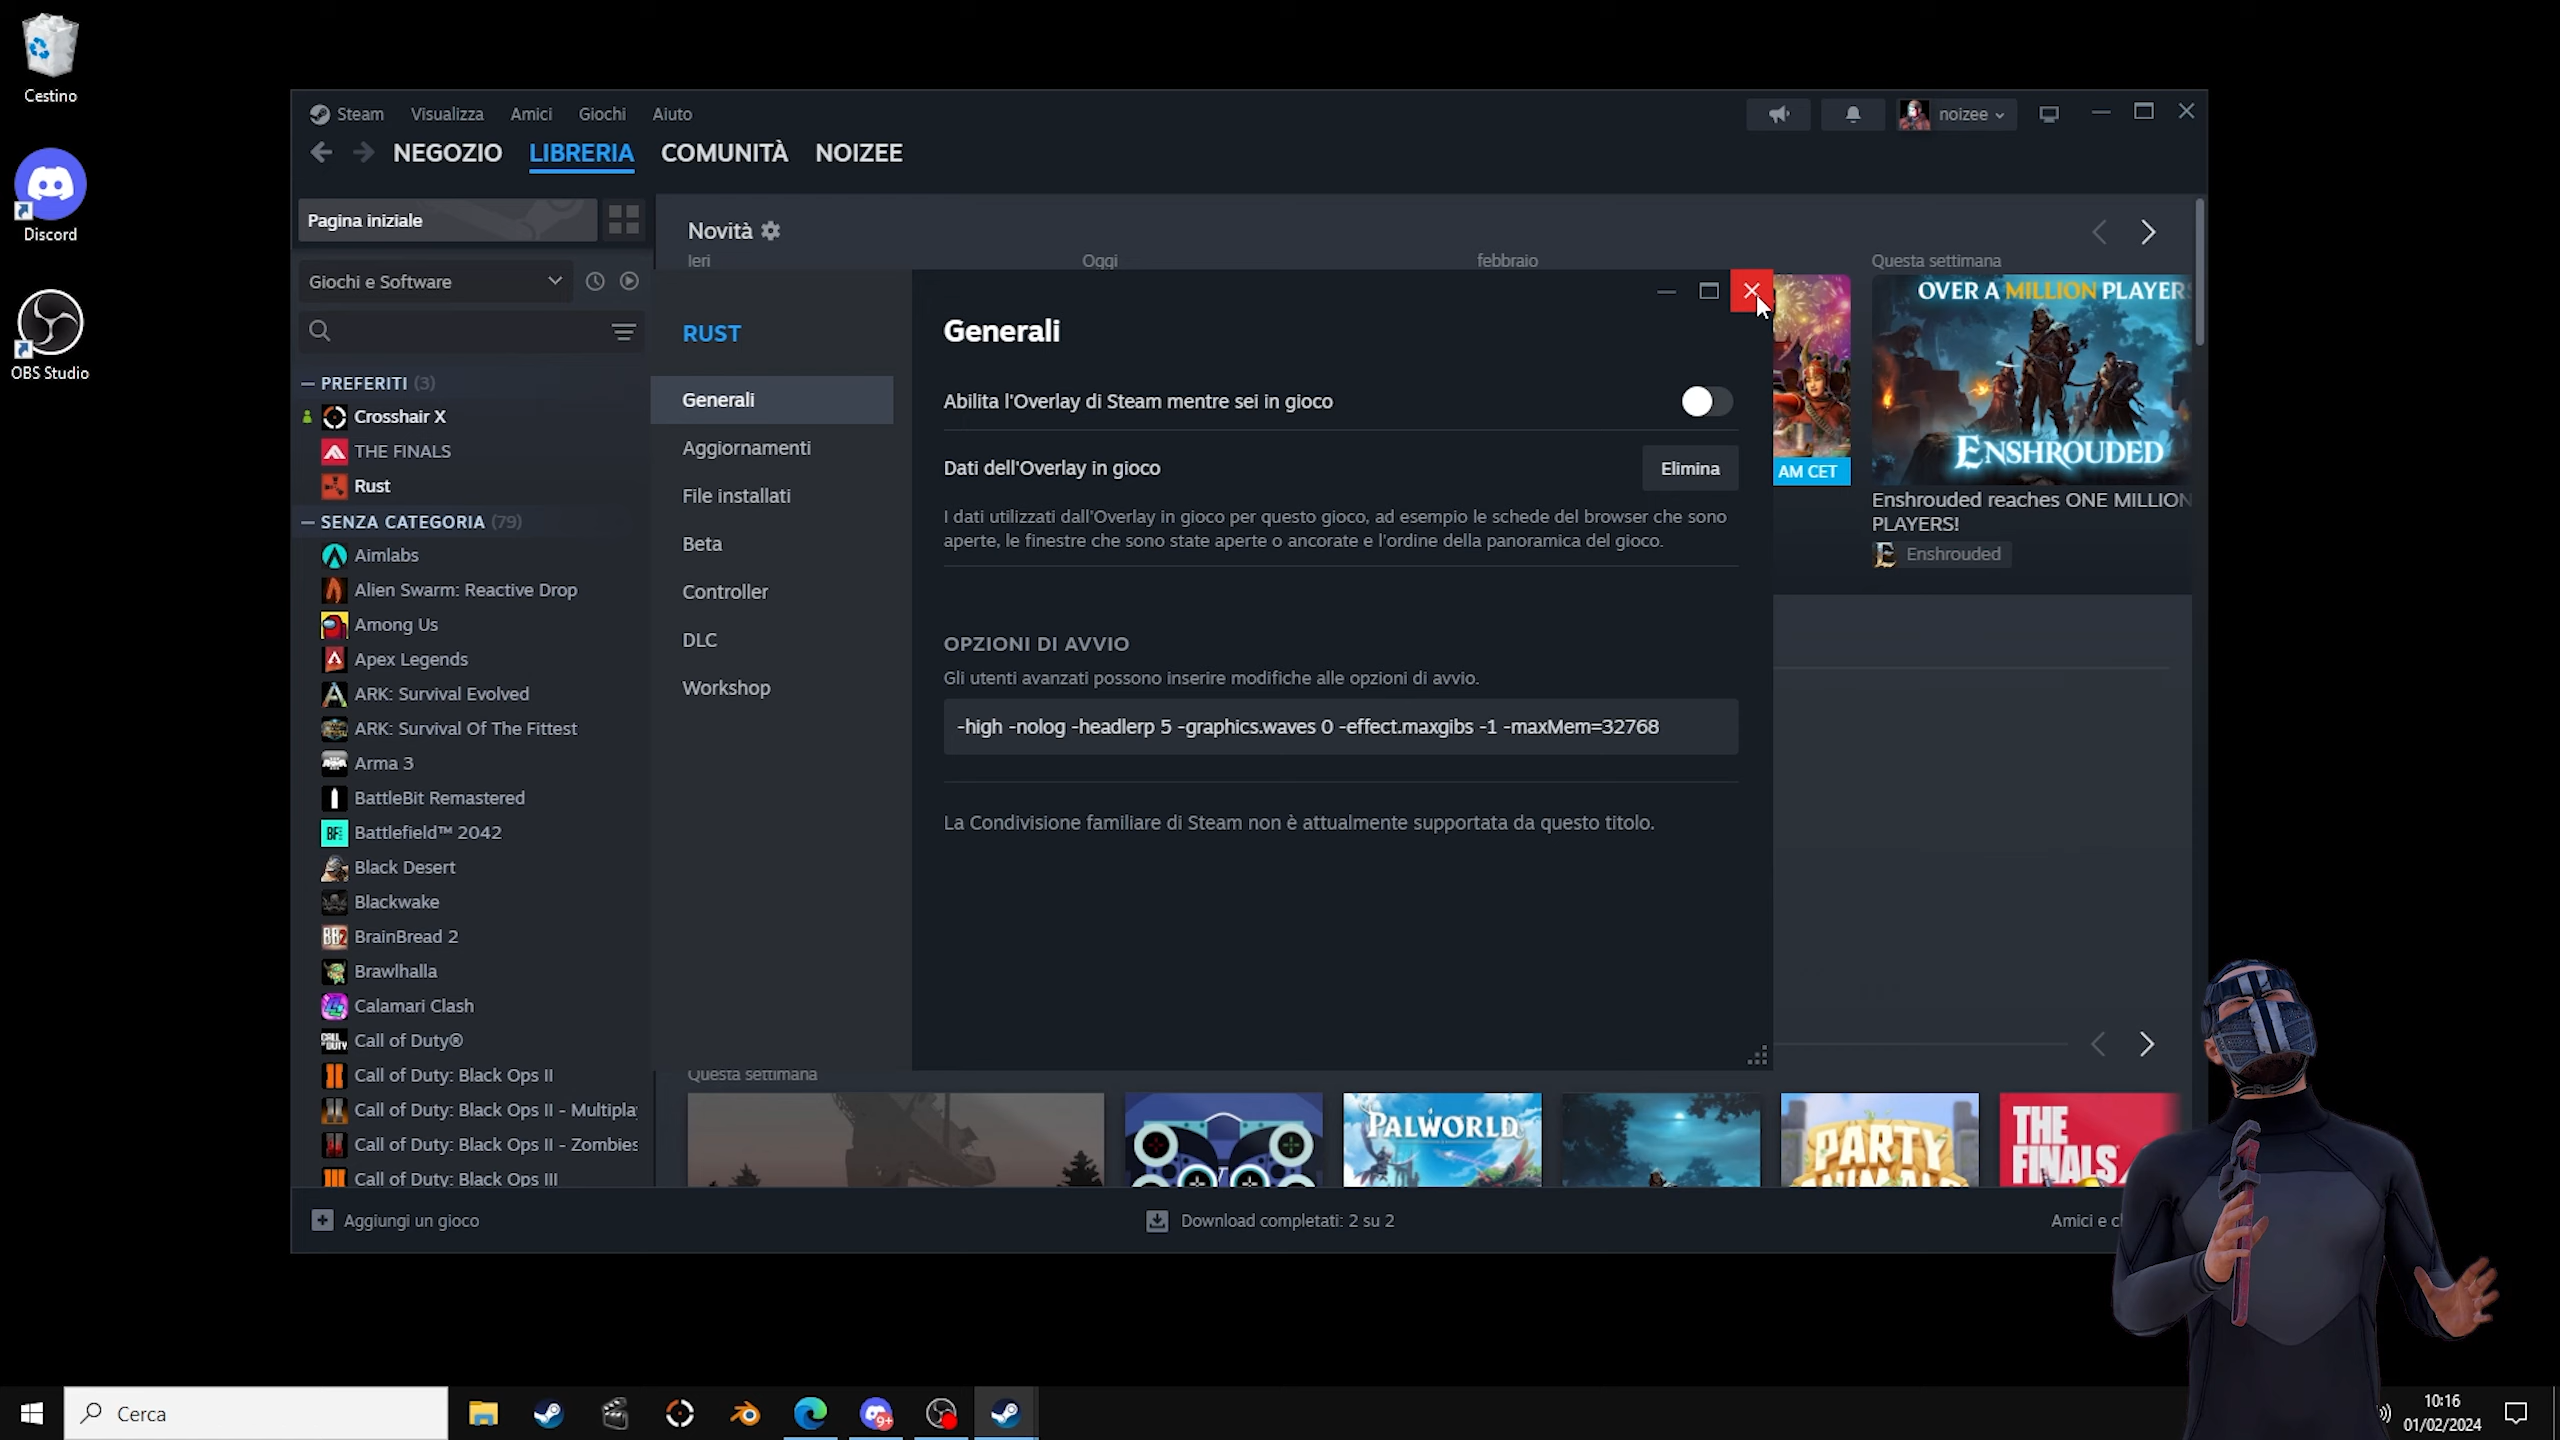 Cestino
Discord
OBS Studio
Steam Visualizza Amici Giochi Aiuto
noizee
NEGOZIO LIBRERIA COMUNITÀ NOIZEE
Pagina iniziale
Giochi e Software
PREFERITI (3)
Crosshair X
THE FINALS
Rust
SENZA CATEGORIA (79)
Aimlabs
Alien Swarm: Reactive Drop
Among Us
Apex Legends
ARK: Survival Evolved
ARK: Survival Of The Fittest
Arma 3
BattleBit Remastered
Battlefield™ 2042
Black Desert
Blackwake
BrainBread 2
Brawlhalla
Calamari Clash
Call of Duty®
Call of Duty: Black Ops II
Call of Duty: Black Ops II - Multipla
Call of Duty: Black Ops II - Zombies
Call of Duty: Black Ops III
Novità
Ieri Oggi febbraio Questa settimana
OVER A MILLION PLAYERS
ENSHROUDED
AM CET
Enshrouded reaches ONE MILLION
PLAYERS!
Enshrouded
RUST
Generali
Aggiornamenti
File installati
Beta
Controller
DLC
Workshop
Generali
Abilita l'Overlay di Steam mentre sei in gioco
Dati dell'Overlay in gioco
Elimina
I dati utilizzati dall'Overlay in gioco per questo gioco, ad esempio le schede del browser che sono
aperte, le finestre che sono state aperte o ancorate e l'ordine della panoramica del gioco.
OPZIONI DI AVVIO
Gli utenti avanzati possono inserire modifiche alle opzioni di avvio.
-high -nolog -headlerp 5 -graphics.waves 0 -effect.maxgibs -1 -maxMem=32768
La Condivisione familiare di Steam non è attualmente supportata da questo titolo.
Questa settimana
PALWORLD
PARTY
ANIMALS
THE
FINALS
Aggiungi un gioco
Download completati: 2 su 2
Amici e c
Cerca
9+
10:16
01/02/2024